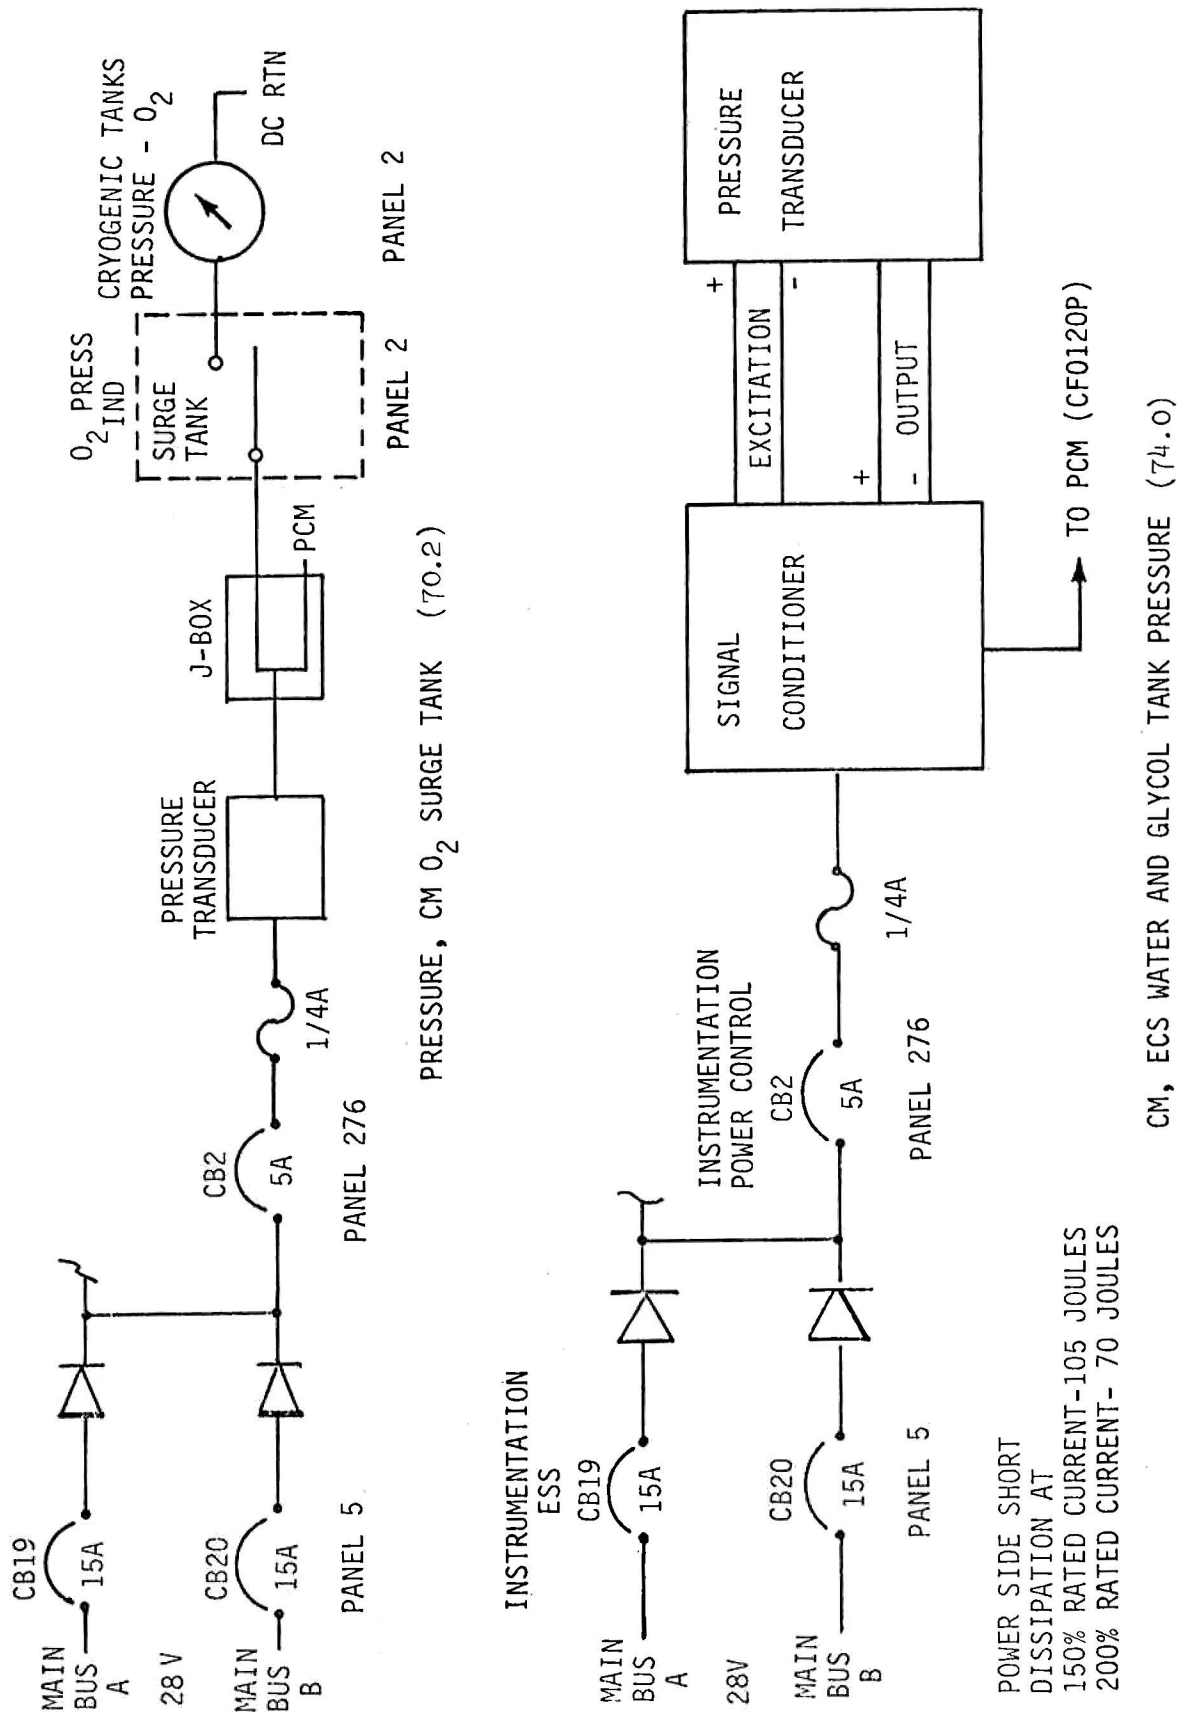 MAIN
BUS
A
28 V
MAIN
BUS
B
CB19
15A
CB20
15A
PANEL 5
CB2
5A
PANEL 276
1/4A
PRESSURE
TRANSDUCER
J-BOX
PCM
O2 PRESS
IND
SURGE
TANK
PANEL 2
CRYOGENIC TANKS
PRESSURE - O2
DC RTN
PANEL 2
PRESSURE, CM O2 SURGE TANK (70.2)
INSTRUMENTATION
ESS
MAIN
BUS
A
28V
MAIN
BUS
B
CB19
15A
CB20
15A
PANEL 5
INSTRUMENTATION
POWER CONTROL
CB2
5A
PANEL 276
1/4A
SIGNAL
CONDITIONER
+
EXCITATION
-
+
OUTPUT
-
PRESSURE
TRANSDUCER
TO PCM (CF0120P)
POWER SIDE SHORT
DISSIPATION AT
150% RATED CURRENT-105 JOULES
200% RATED CURRENT- 70 JOULES
CM, ECS WATER AND GLYCOL TANK PRESSURE (74.0)